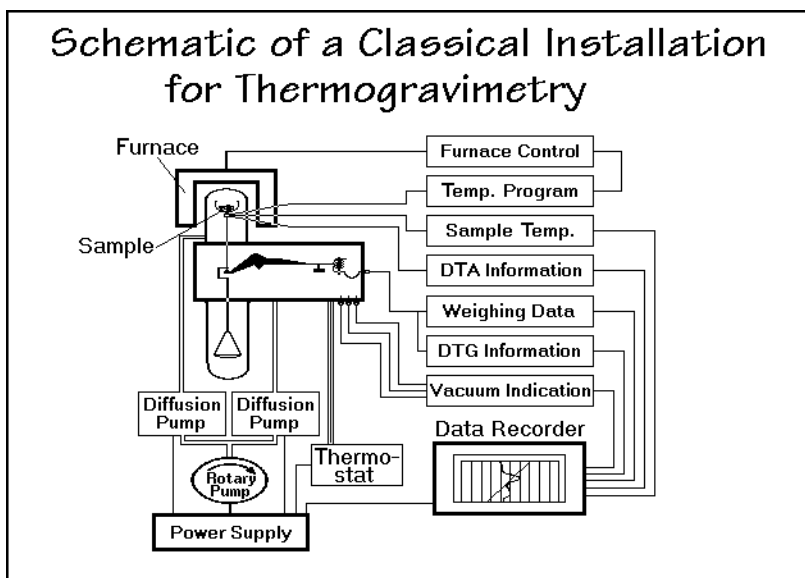 Schematic of a Classical Installation
for Thermogravimetry
Furnace
Sample
Furnace Control
Temp. Program
Sample Temp.
DTA Information
Weighing Data
DTG Information
Vacuum Indication
Diffusion
Pump
Diffusion
Pump
Rotary
Pump
Thermo-
stat
Power Supply
Data Recorder